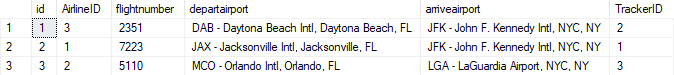 id AirlineID flightnumber departairport arriveairport TrackerID
1 1 3 2351 DAB - Daytona Beach Intl, Daytona Beach, FL JFK - John F. Kennedy Intl, NYC, NY 2
2 2 1 7223 JAX - Jacksonville Intl, Jacksonville, FL JFK - John F. Kennedy Intl, NYC, NY 1
3 3 2 5110 MCO - Orlando Intl, Orlando, FL LGA - LaGuardia Airport, NYC, NY 3